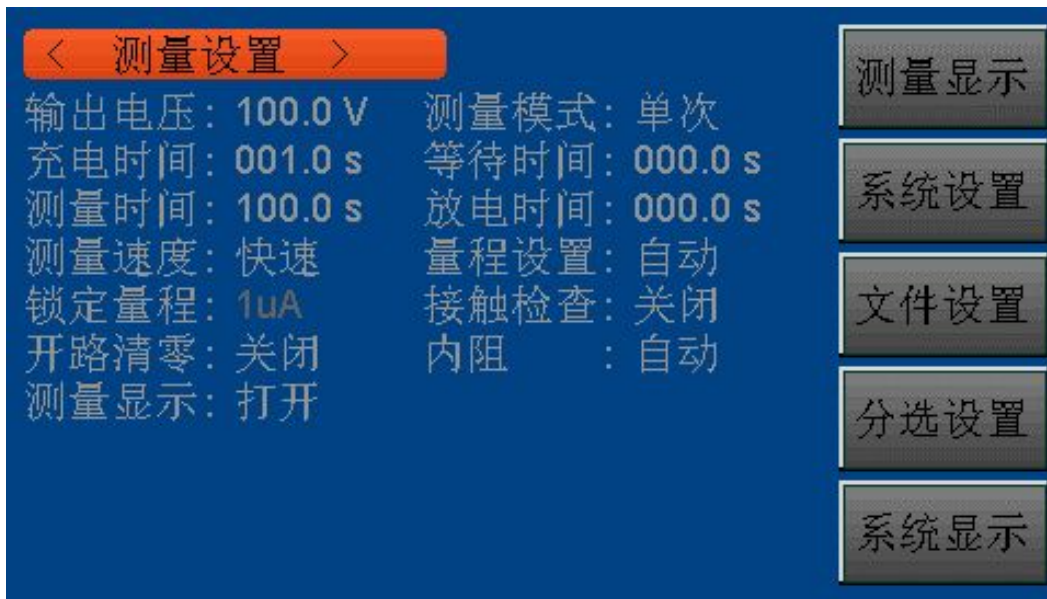 < 测量设置 >
输出电压: 100.0 V 测量模式: 单次
充电时间: 001.0 s 等待时间: 000.0 s
测量时间: 100.0 s 放电时间: 000.0 s
测量速度: 快速 量程设置: 自动
锁定量程: 1uA 接触检查: 关闭
开路清零: 关闭 内阻 : 自动
测量显示: 打开
测量显示
系统设置
文件设置
分选设置
系统显示